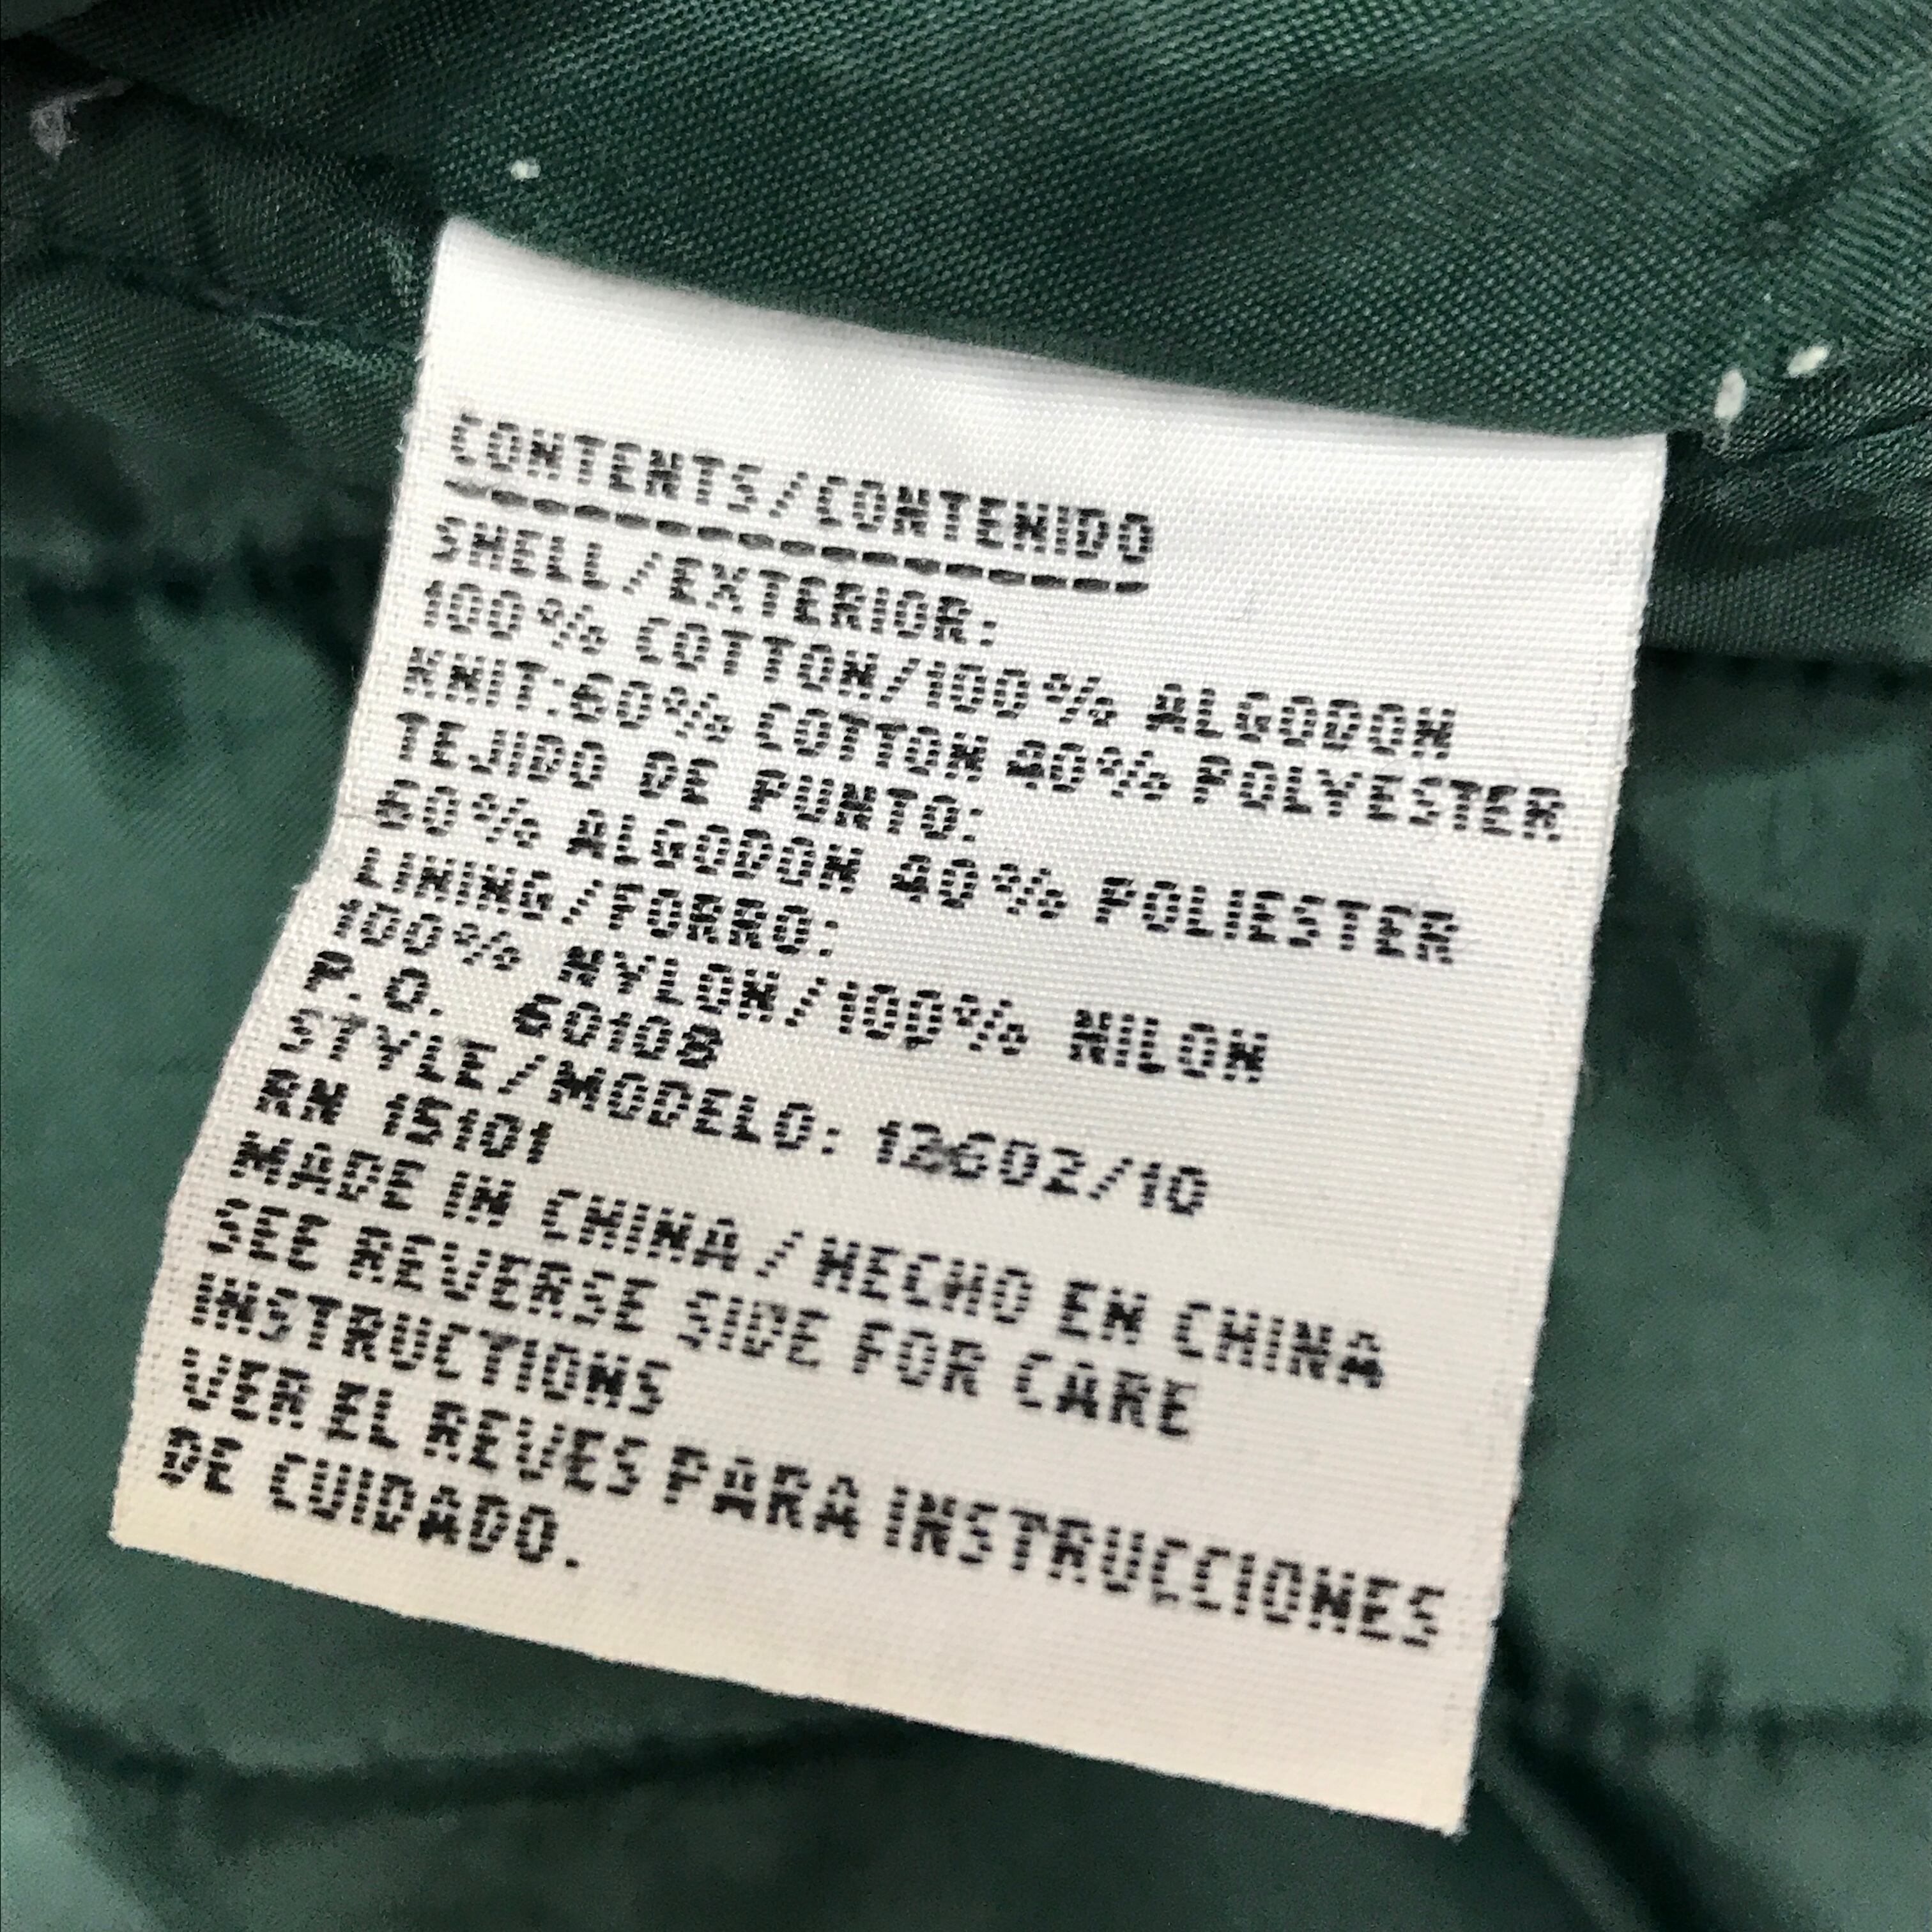 CONTENTS/CONTENIDO
SHELL/EXTERIOR:
100% COTTON/100% ALGODON
KNIT:60% COTTON 40% POLYESTER
TEJIDO DE PUNTO:
60% ALGODON 40% POLIESTER
LINING/FORRO:
100% NYLON/100% NILON
P.O. 60108
STYLE/MODELO: 13602/10
RN 15101
MADE IN CHINA/HECHO EN CHINA
SEE REVERSE SIDE FOR CARE
INSTRUCTIONS
VER EL REVES PARA INSTRUCCIONES
DE CUIDADO.